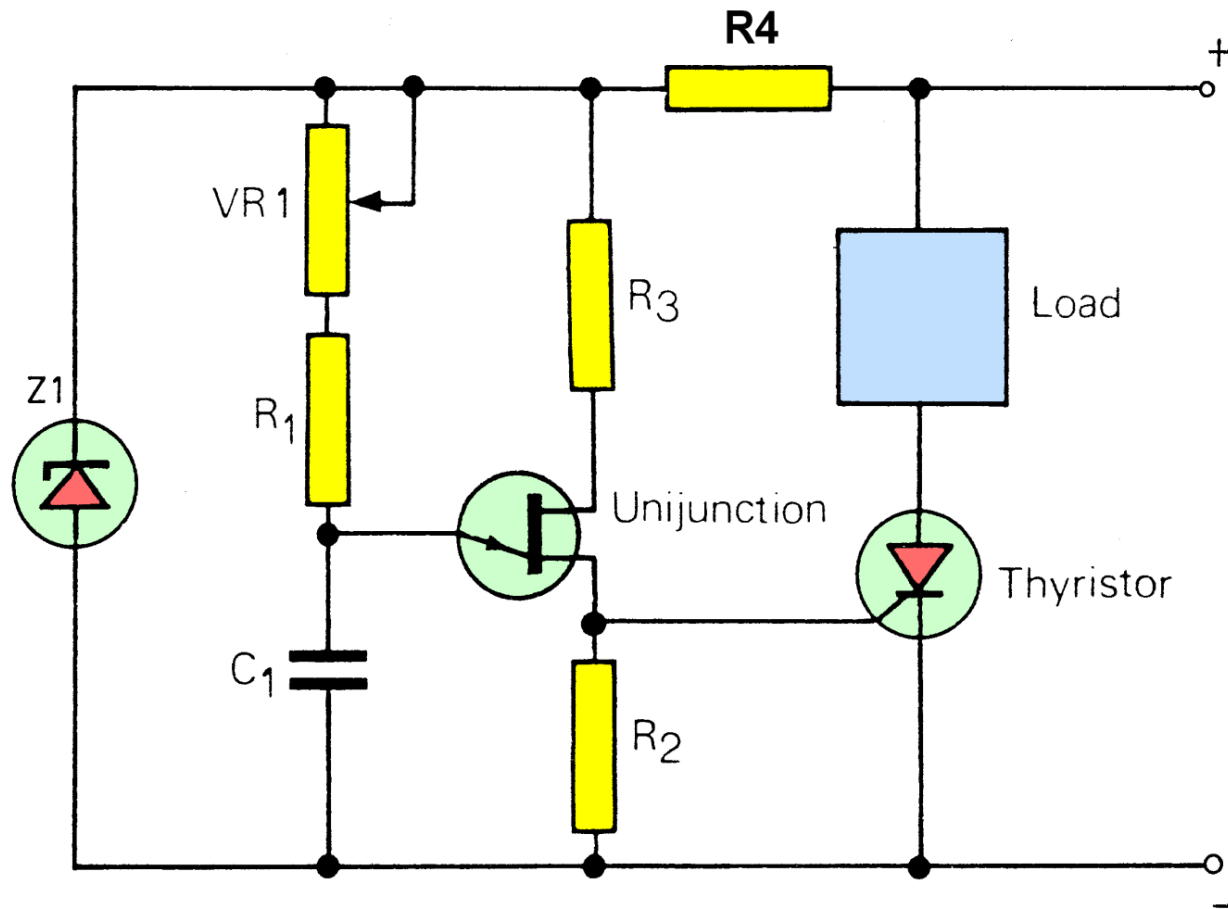 R4
+
VR1
R3
Load
Z1
R1
Unijunction
Thyristor
C1
R2
-